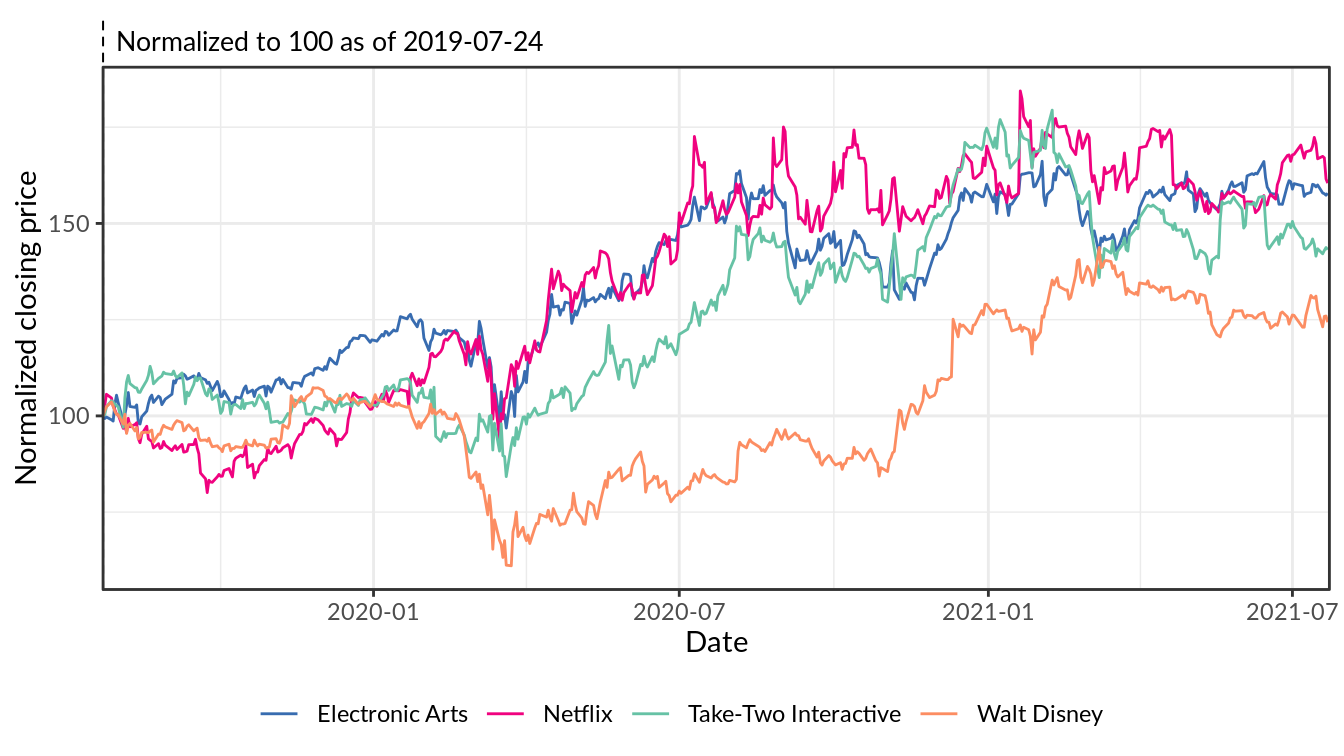 Normalized to 100 as of 2019-07-24
Normalized closing price
150
100
2020-01
2020-07
2021-01
2021-07
Date
Electronic Arts
Netflix
Take-Two Interactive
Walt Disney